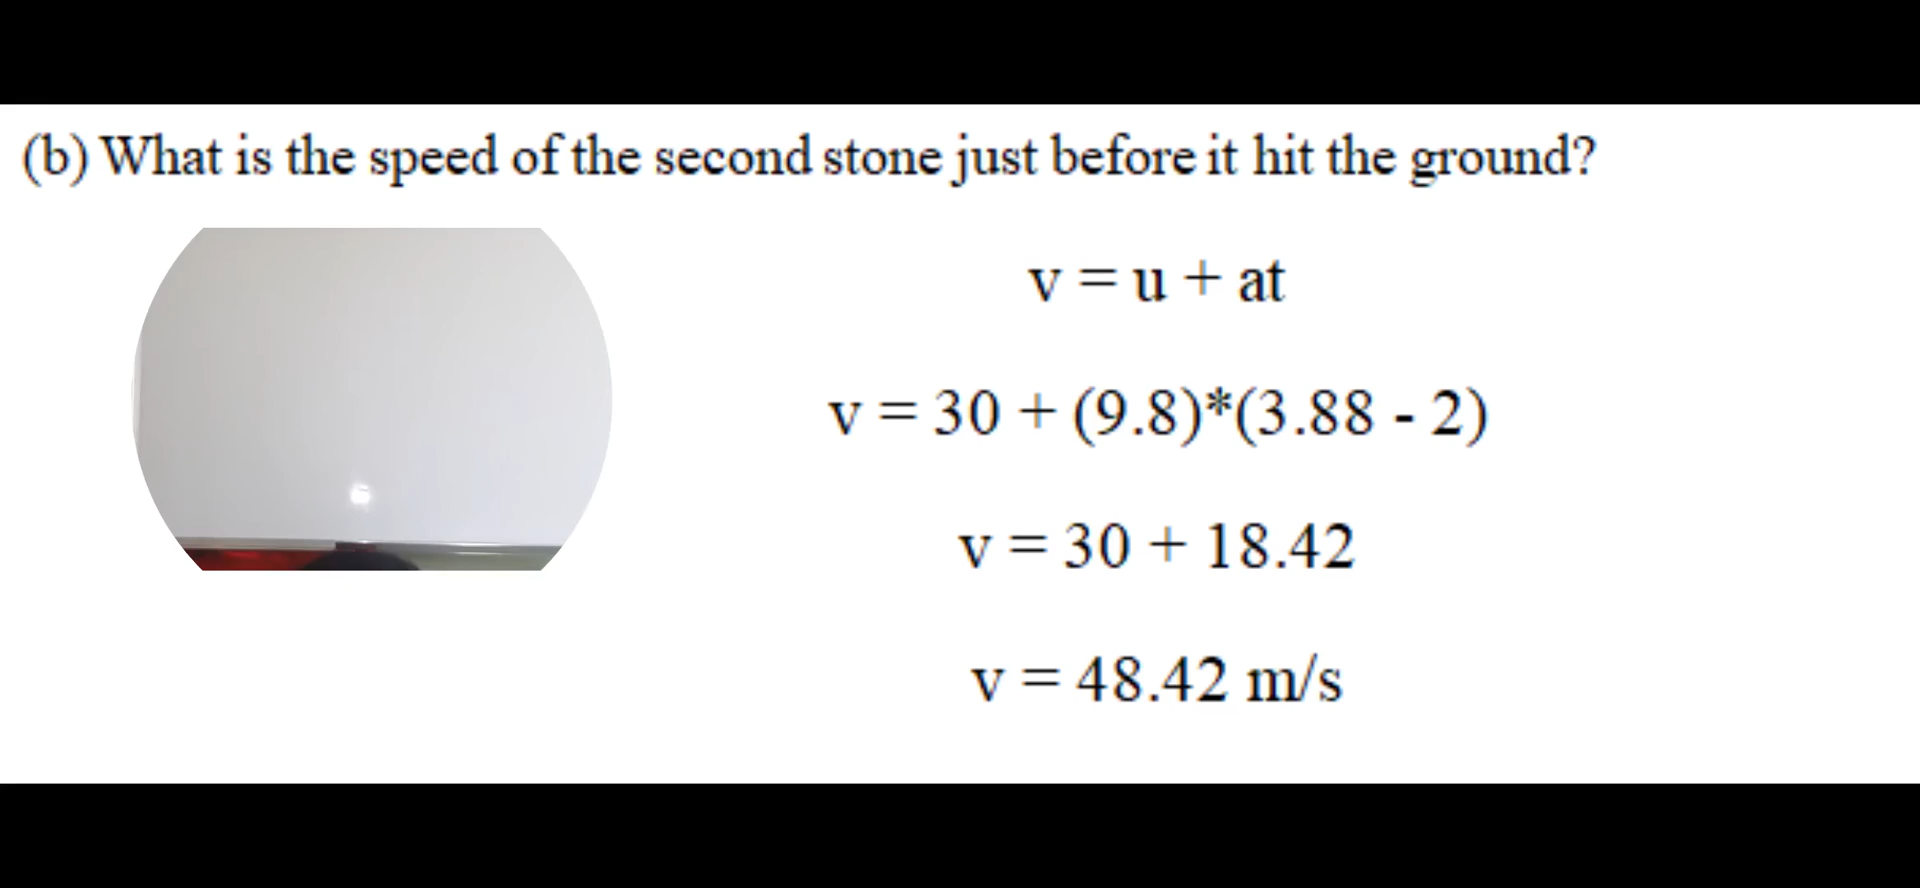 (b) What is the speed of the second stone just before it hit the ground?
v = u + at
v = 30 + (9.8)*(3.88 - 2)
v = 30 + 18.42
v = 48.42 m/s